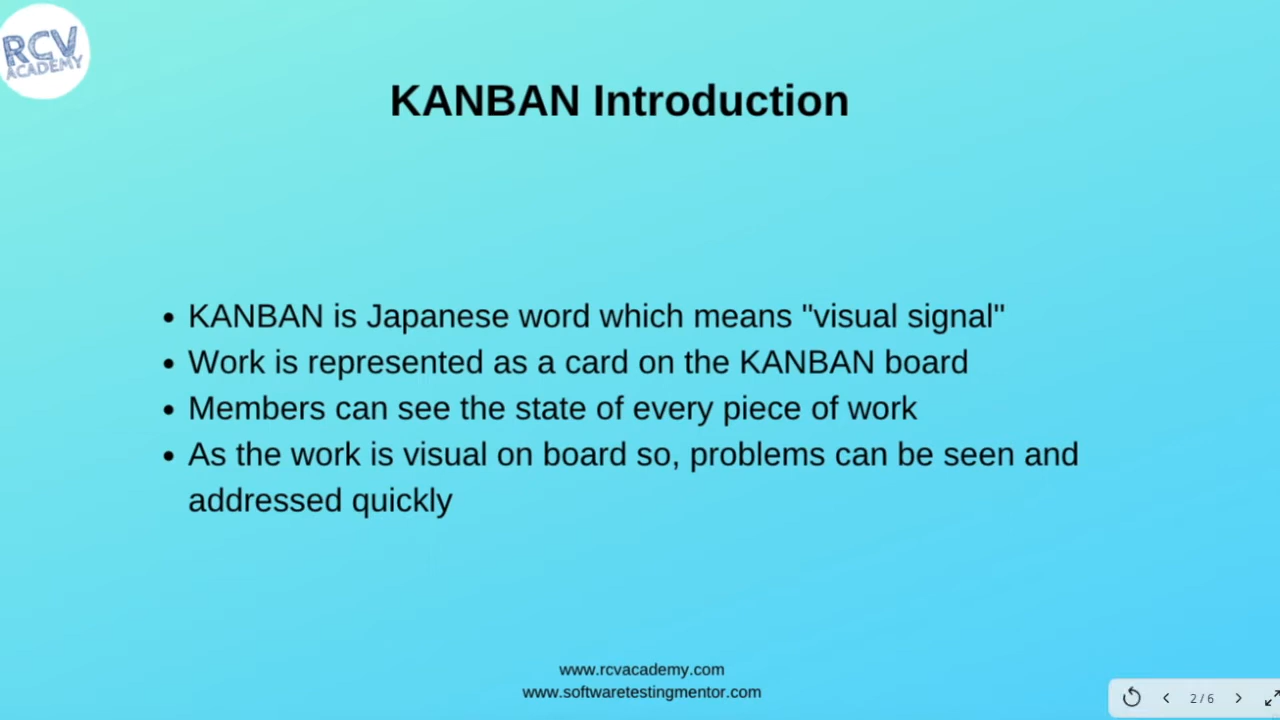 RCV
ACADEMY
KANBAN Introduction
• KANBAN is Japanese word which means "visual signal"
• Work is represented as a card on the KANBAN board
• Members can see the state of every piece of work
• As the work is visual on board so, problems can be seen and
addressed quickly
www.rcvacademy.com
www.softwaretestingmentor.com
2 / 6